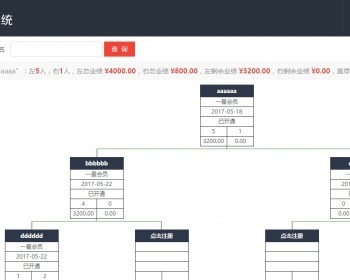 统
名
查 询
aaaaa" ：左5人，右1人，左总业绩 ¥4000.00，右总业绩 ¥800.00，左剩余业绩 ¥3200.00，右剩余业绩 ¥0.00，直荐
aaaaaa
一星会员
2017-05-18
已开通
5 1
3200.00 0.00
bbbbbb
一星会员
2017-05-22
已开通
4 0
3200.00 0.00
dddddd 点击注册 点击注册
一星会员
2017-05-22
已开通
1 2